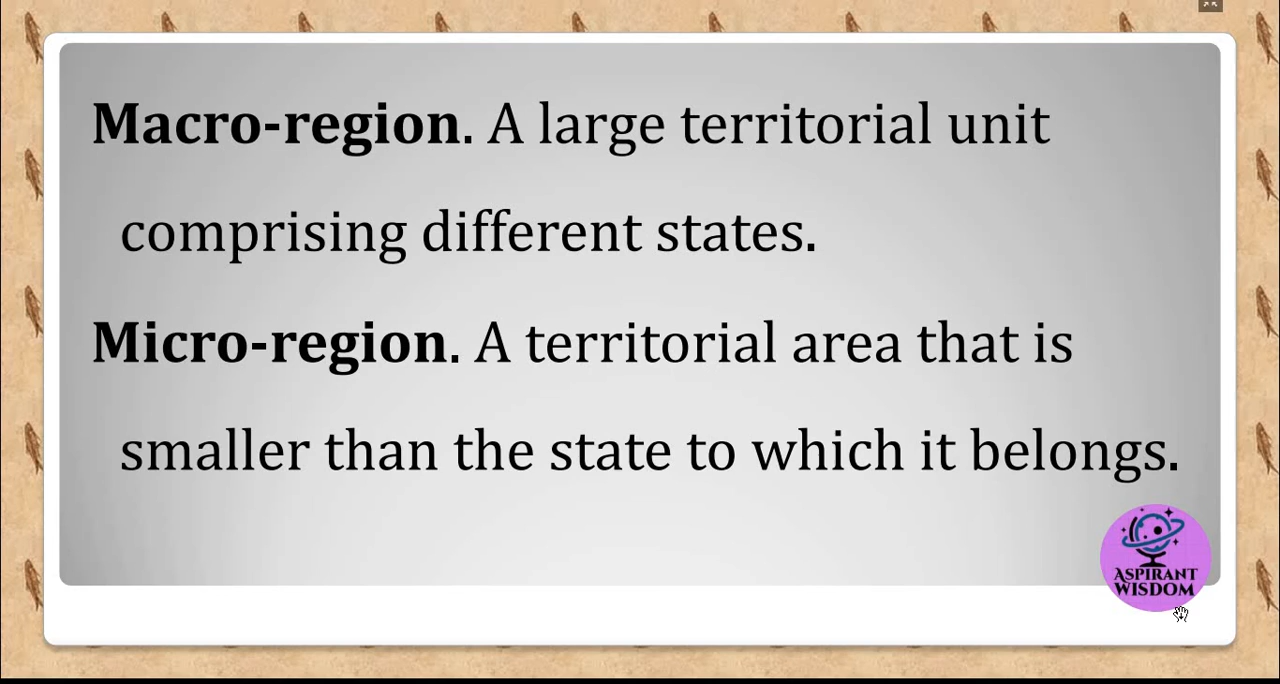 Macro-region. A large territorial unit
comprising different states.
Micro-region. A territorial area that is
smaller than the state to which it belongs.
ASPIRANT
WISDOM